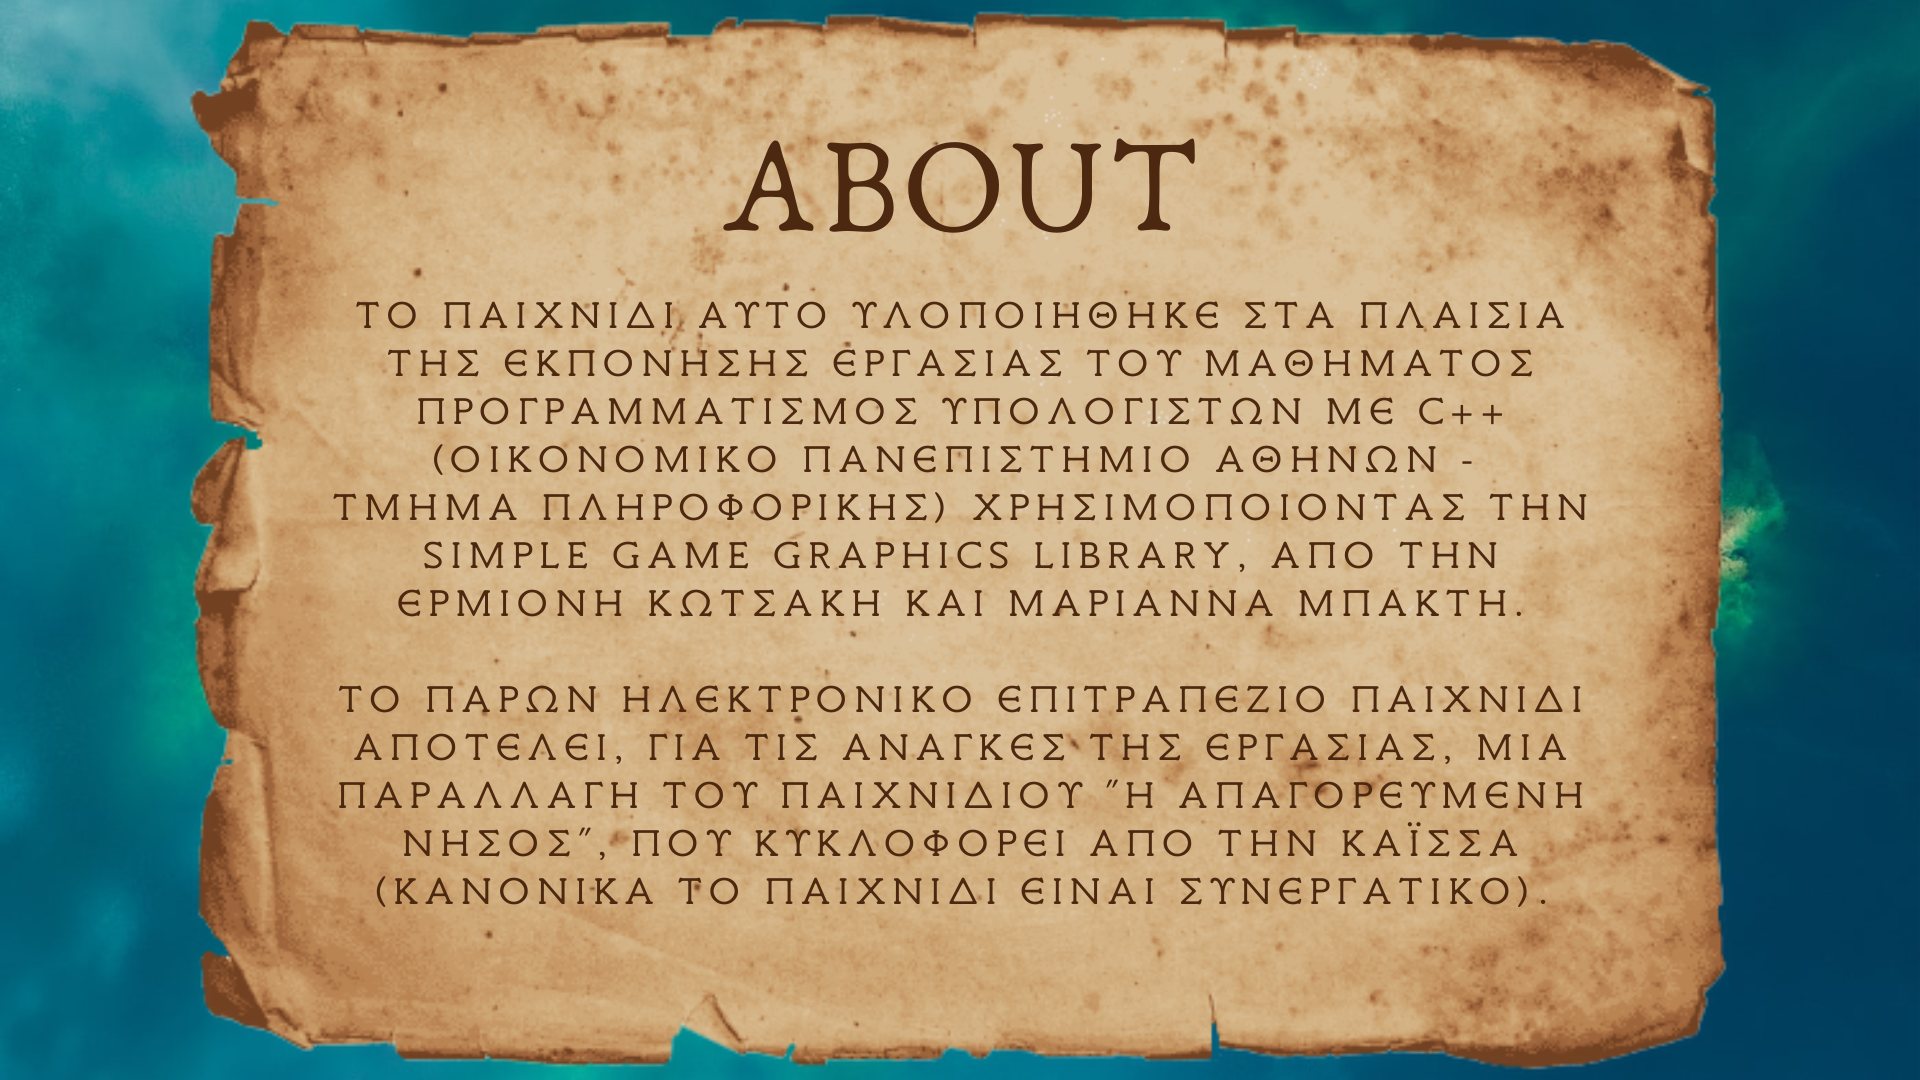 ABOUT
ΤΟ ΠΑΙΧΝΙΔΙ ΑΥΤΟ ΥΛΟΠΟΙΗΘΗΚΕ ΣΤΑ ΠΛΑΙΣΙΑ
ΤΗΣ ΕΚΠΟΝΗΣΗΣ ΕΡΓΑΣΙΑΣ ΤΟΥ ΜΑΘΗΜΑΤΟΣ
ΠΡΟΓΡΑΜΜΑΤΙΣΜΟΣ ΥΠΟΛΟΓΙΣΤΩΝ ΜΕ C++
(ΟΙΚΟΝΟΜΙΚΟ ΠΑΝΕΠΙΣΤΗΜΙΟ ΑΘΗΝΩΝ -
ΤΜΗΜΑ ΠΛΗΡΟΦΟΡΙΚΗΣ) ΧΡΗΣΙΜΟΠΟΙΟΝΤΑΣ ΤΗΝ
SIMPLE GAME GRAPHICS LIBRARY, ΑΠΟ ΤΗΝ
ΕΡΜΙΟΝΗ ΚΩΤΣΑΚΗ ΚΑΙ ΜΑΡΙΑΝΝΑ ΜΠΑΚΤΗ.
ΤΟ ΠΑΡΩΝ ΗΛΕΚΤΡΟΝΙΚΟ ΕΠΙΤΡΑΠΕΖΙΟ ΠΑΙΧΝΙΔΙ
ΑΠΟΤΕΛΕΙ, ΓΙΑ ΤΙΣ ΑΝΑΓΚΕΣ ΤΗΣ ΕΡΓΑΣΙΑΣ, ΜΙΑ
ΠΑΡΑΛΛΑΓΗ ΤΟΥ ΠΑΙΧΝΙΔΙΟΥ "Η ΑΠΑΓΟΡΕΥΜΕΝΗ
ΝΗΣΟΣ", ΠΟΥ ΚΥΚΛΟΦΟΡΕΙ ΑΠΟ ΤΗΝ ΚΑΪΣΣΑ
(ΚΑΝΟΝΙΚΑ ΤΟ ΠΑΙΧΝΙΔΙ ΕΙΝΑΙ ΣΥΝΕΡΓΑΤΙΚΟ).